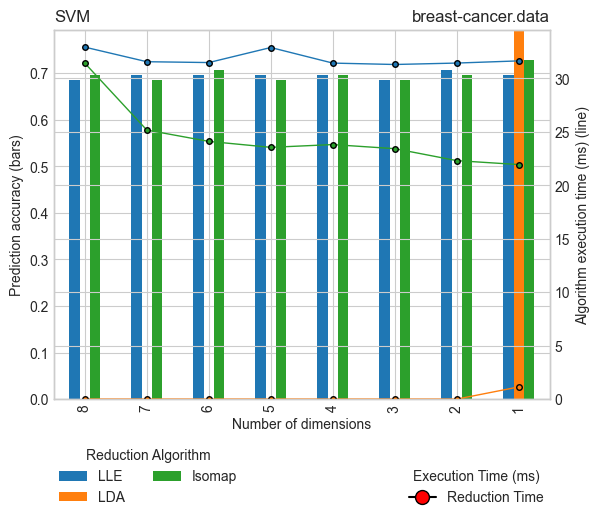 SVM breast-cancer.data
Prediction accuracy (bars)
0.7
0.6
0.5
0.4
0.3
0.2
0.1
0.0
30
25
20
15
10
5
0
Algorithm execution time (ms) (line)
8 7 6 5 4 3 2 1
Number of dimensions
Reduction Algorithm
LLE Isomap
LDA
Execution Time (ms)
Reduction Time